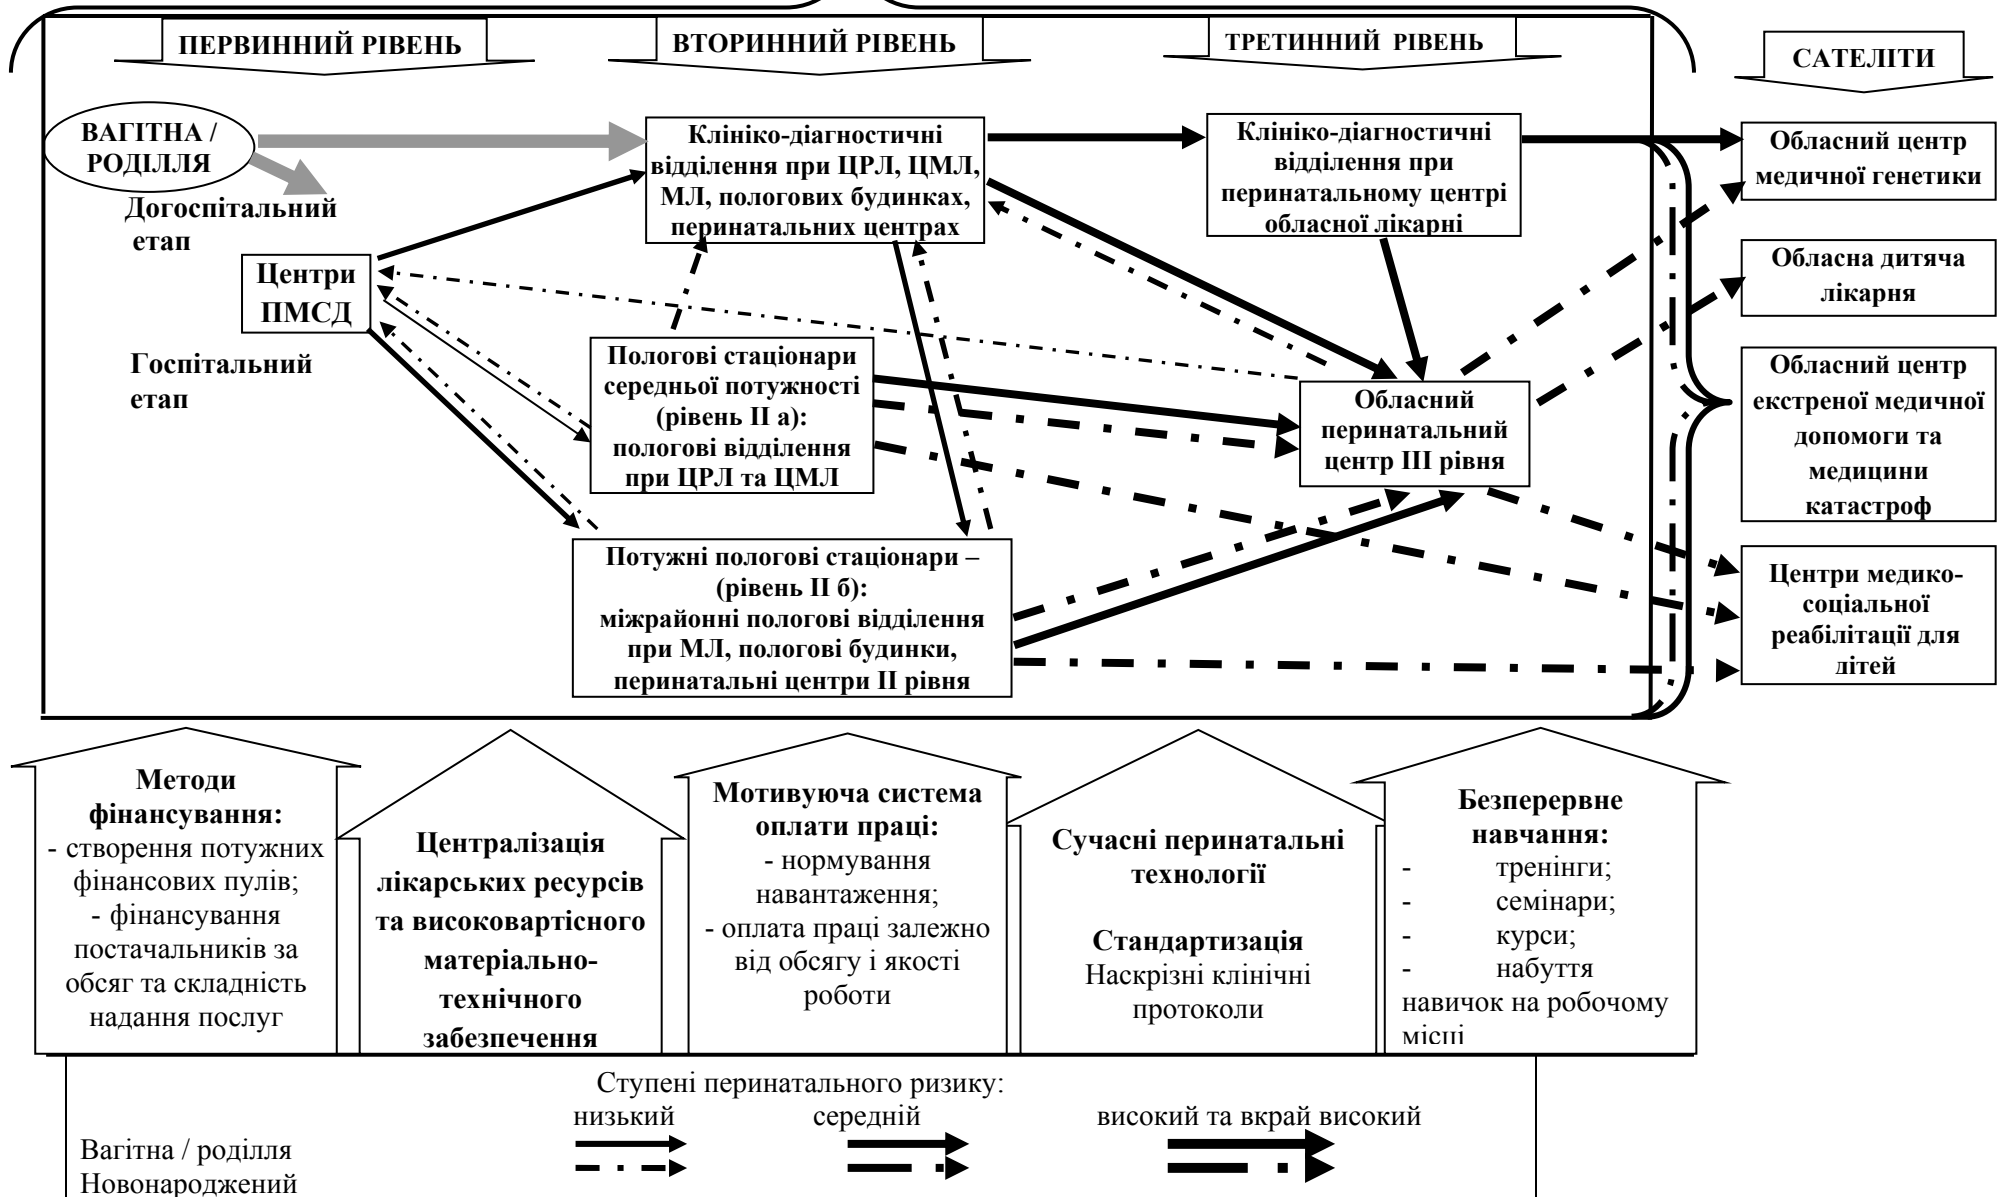 ПЕРВИННИЙ РІВЕНЬ
ВТОРИННИЙ РІВЕНЬ
ТРЕТИННИЙ РІВЕНЬ
САТЕЛІТИ
ВАГІТНА /
РОДІЛЛЯ
Догоспітальний
етап
Центри
ПМСД
Госпітальний
етап
Клініко-діагностичні
відділення при ЦРЛ, ЦМЛ,
МЛ, пологових будинках,
перинатальних центрах
Пологові стаціонари
середньої потужності
(рівень ІІ а):
пологові відділення
при ЦРЛ та ЦМЛ
Потужні пологові стаціонари –
(рівень ІІ б):
міжрайонні пологові відділення
при МЛ, пологові будинки,
перинатальні центри ІІ рівня
Клініко-діагностичні
відділення при
перинатальному центрі
обласної лікарні
Обласний
перинатальний
центр ІІІ рівня
Обласний центр
медичної генетики
Обласна дитяча
лікарня
Обласний центр
екстреної медичної
допомоги та
медицини
катастроф
Центри медико-
соціальної
реабілітації для
дітей
Методи
фінансування:
- створення потужних
фінансових пулів;
- фінансування
постачальників за
обсяг та складність
надання послуг
Централізація
лікарських ресурсів
та високовартісного
матеріально-
технічного
забезпечення
Мотивуюча система
оплати праці:
- нормування
навантаження;
- оплата праці залежно
від обсягу і якості
роботи
Сучасні перинатальні
технології
Стандартизація
Наскрізні клінічні
протоколи
Безперервне
навчання:
- тренінги;
- семінари;
- курси;
- набуття
навичок на робочому
місці
Ступені перинатального ризику:
низький середній високий та вкрай високий
Вагітна / роділля
Новонароджений